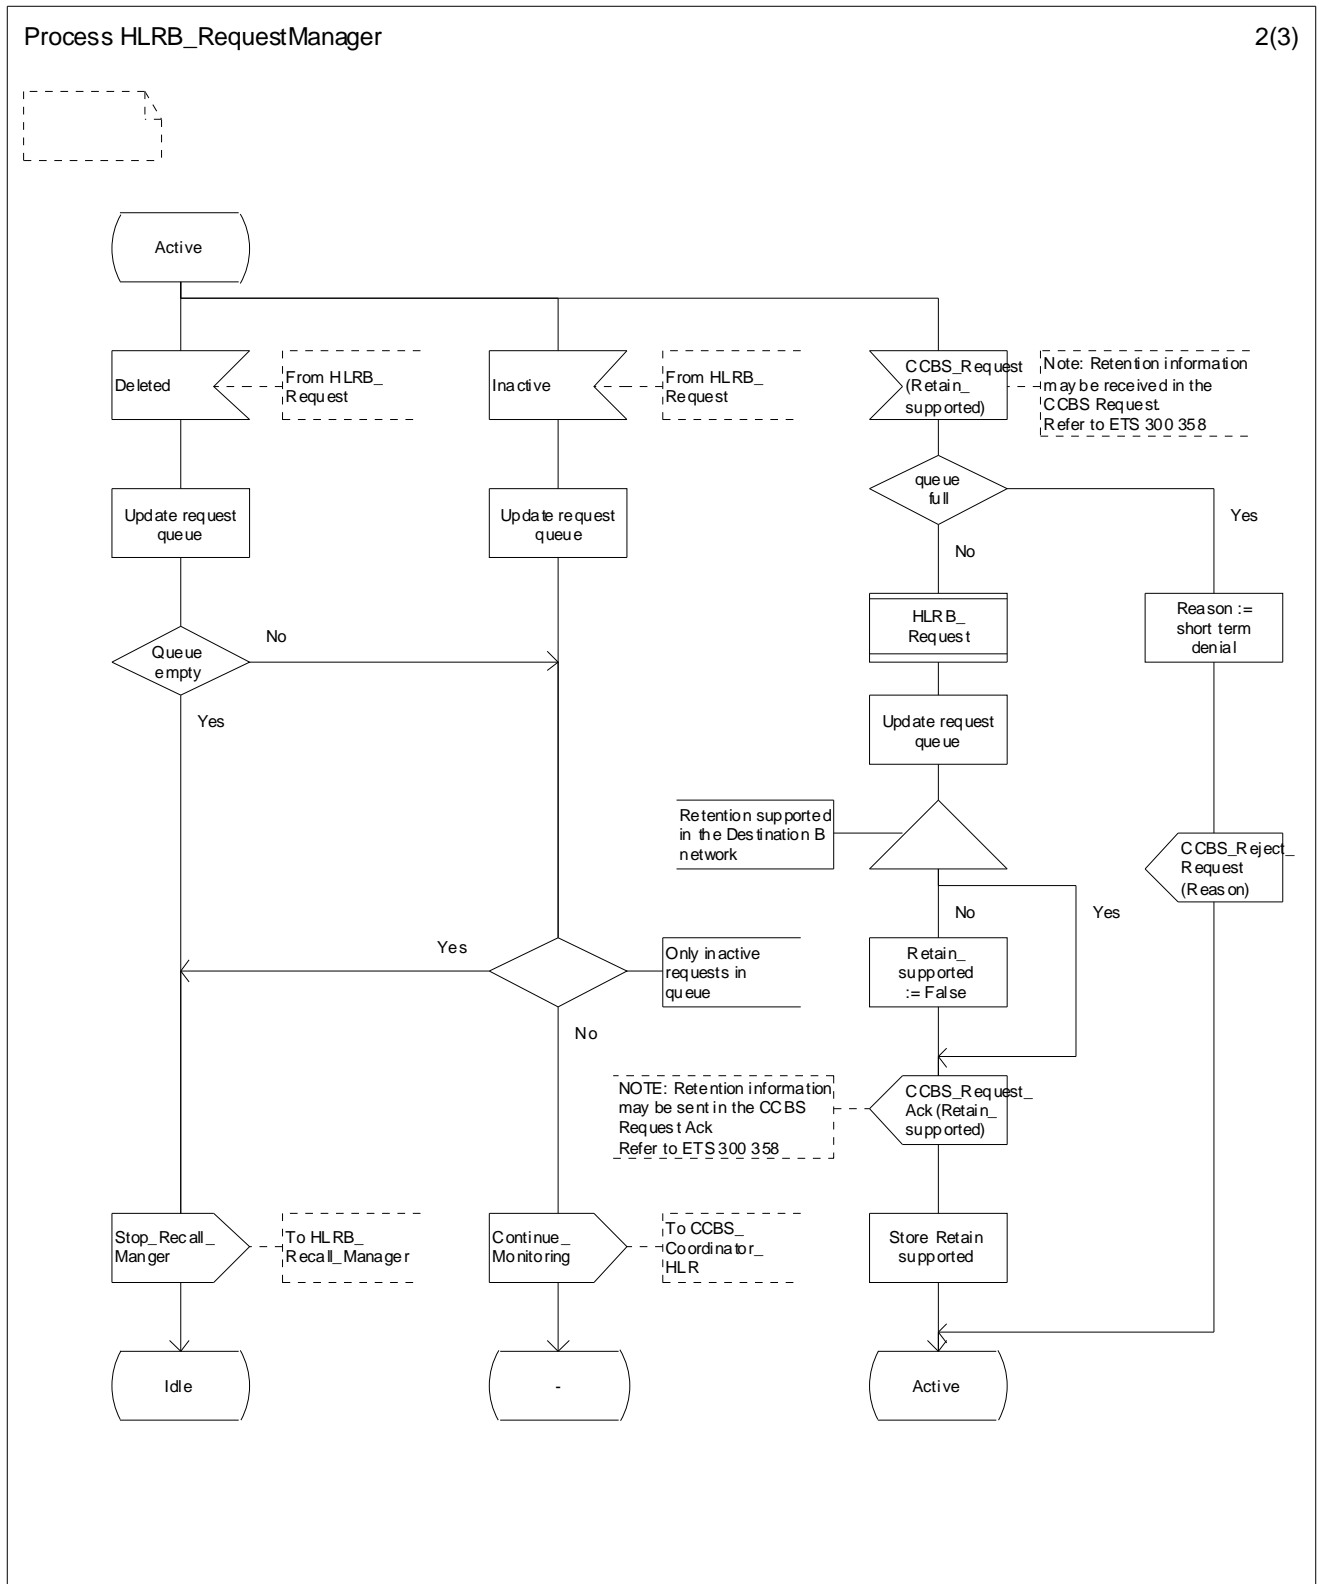 Process HLRB_RequestManager
2(3)
Active
Deleted
From HLRB_
Request
Inactive
From HLRB_
Request
CCBS_Request
(Retain_
supported)
Note: Retention information
may be received in the
CCBS Request.
Refer to ETS 300 358
Update request
queue
Update request
queue
queue
full
Yes
No
Queue
empty
No
Yes
HLRB_
Request
Reason :=
short term
denial
Update request
queue
Retention supported
in the Destination B
network
CCBS_Reject_
Request
(Reason)
No
Yes
Yes
Only inactive
requests in
queue
No
Retain_
supported
:= False
NOTE: Retention information
may be sent in the CCBS
Request Ack
Refer to ETS 300 358
CCBS_Request_
Ack (Retain_
supported)
Stop_Recall_
Manger
To HLRB_
Recall_Manager
Continue_
Monitoring
To CCBS_
Coordinator_
HLR
Store Retain
supported
Idle
-
Active